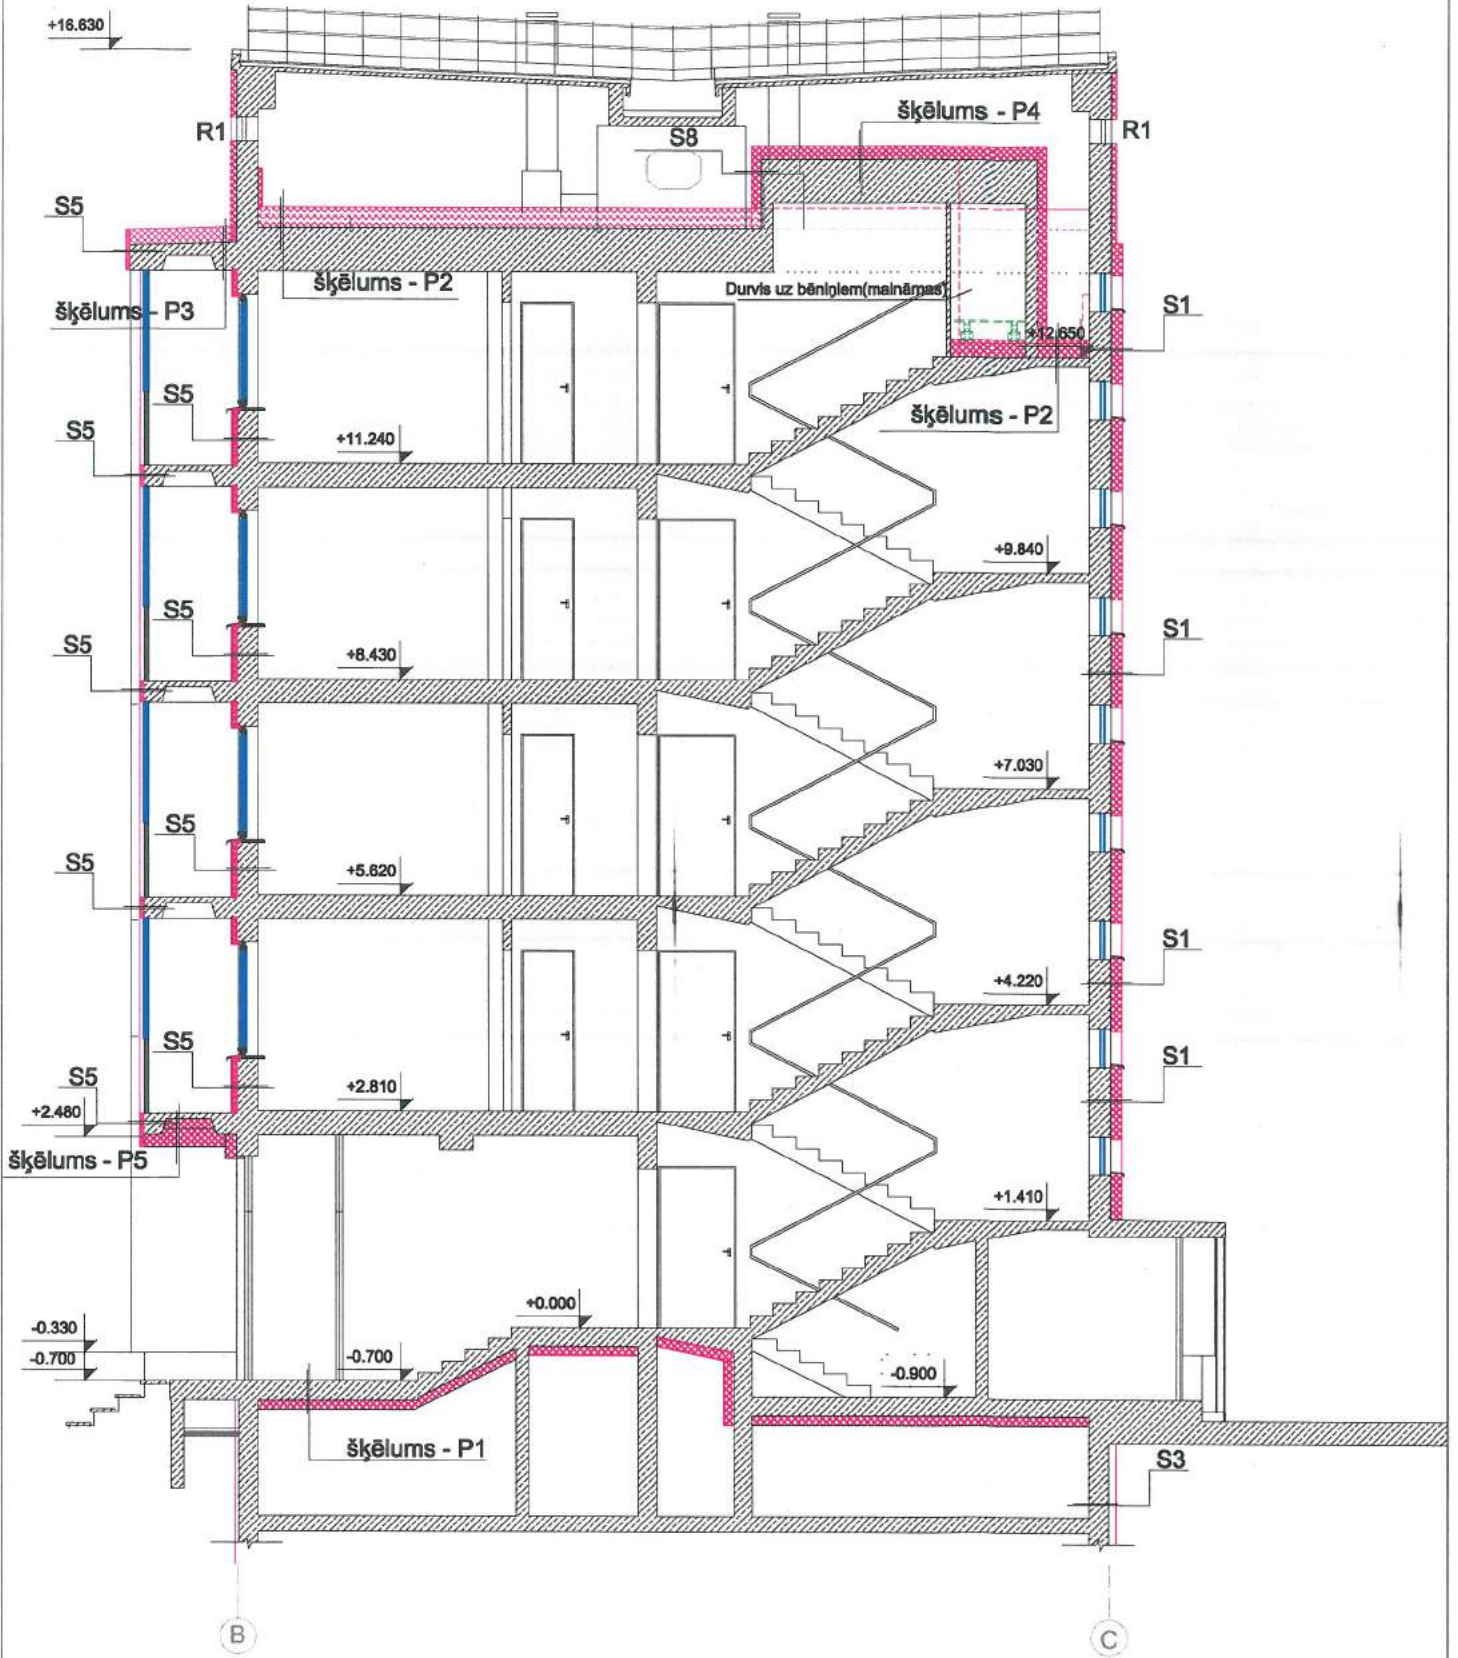 +16.630
šķēlums - P4
R1
R1
S8
S5
šķēlums - P2
Durvis uz bēniņiem(maināmas)
šķēlums - P3
S1
+12.650
S5
šķēlums - P2
S5
+11.240
+9.840
S5
S1
S5
+8.430
+7.030
S5
S5
+5.620
S1
+4.220
S5
S1
S5
+2.810
+2.480
šķēlums - P5
+1.410
+0.000
-0.330
-0.700
-0.700
-0.900
šķēlums - P1
S3
B
C